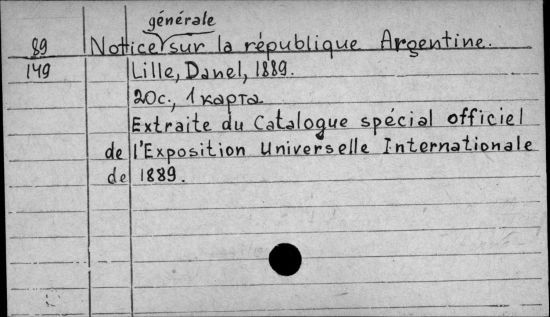 générale
89 Notice sur la république Argentine.
149 Lille, Danel, 1889.
20с., 1 карта
Extraite du Catalogue spécial officiel
de l'Exposition Universelle Internationale
de 1889.